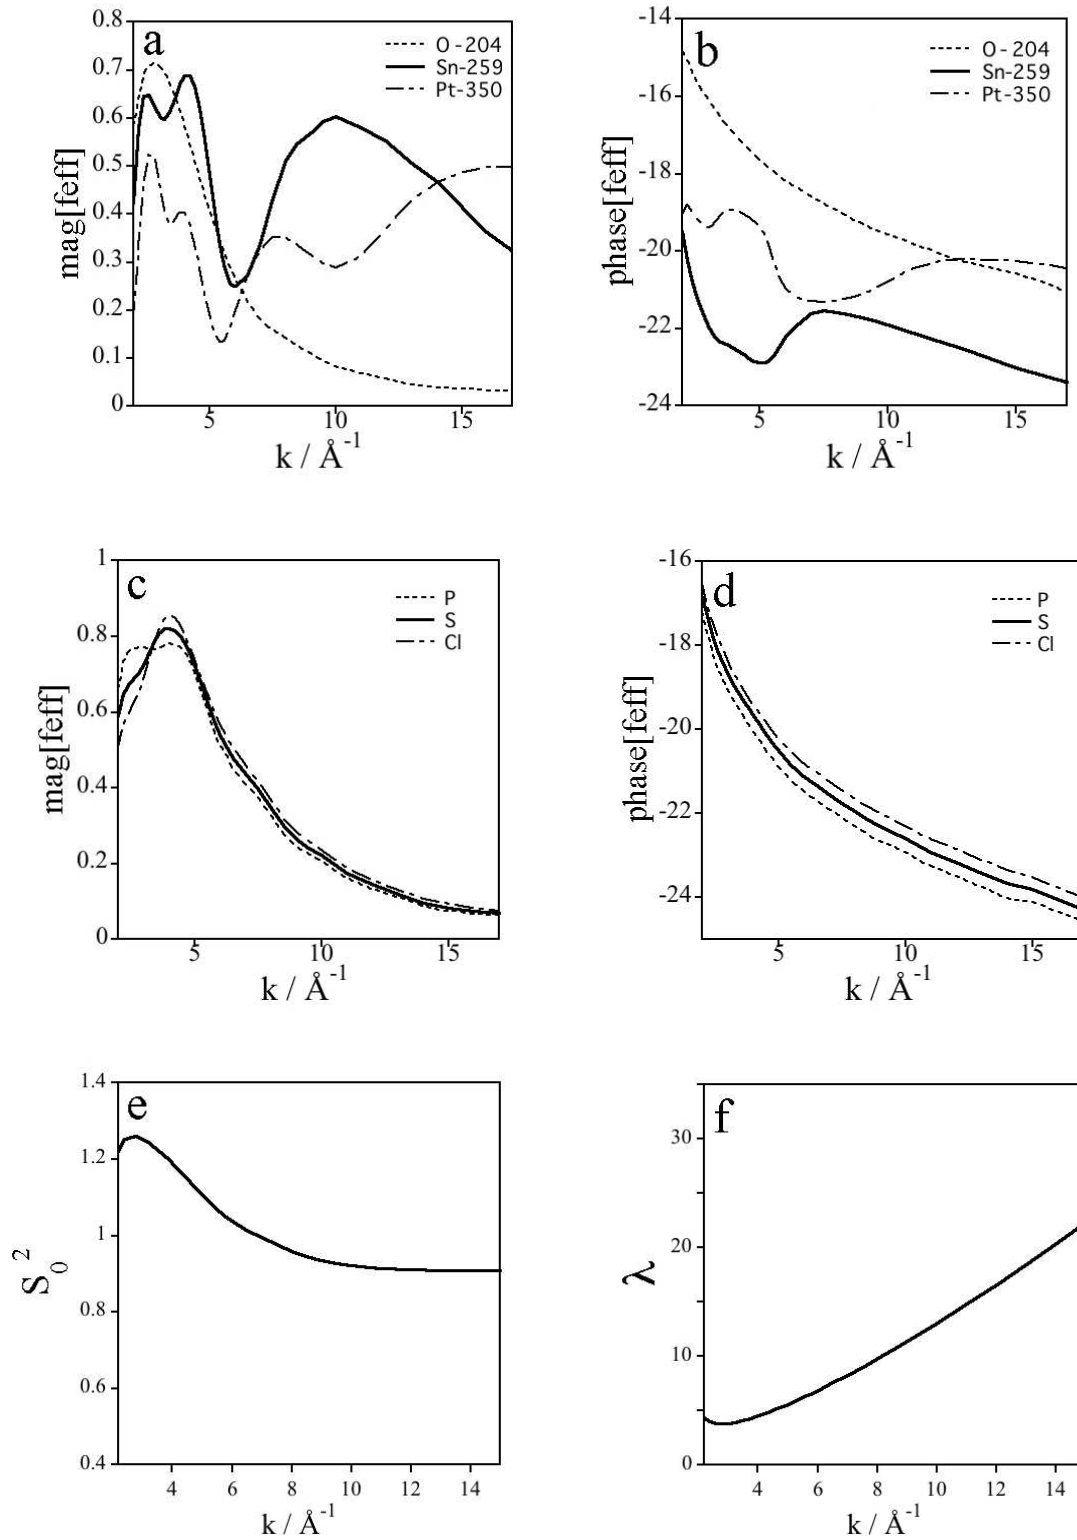 a
O-204
Sn-259
Pt-350
0.8
0.7
0.6
0.5
0.4
0.3
0.2
0.1
0
mag[feff]
5
10
15
k / Å⁻¹
b
O-204
Sn-259
Pt-350
-14
-16
-18
-20
-22
-24
phase[feff]
5
10
15
k / Å⁻¹
c
P
S
Cl
1
0.8
0.6
0.4
0.2
0
mag[feff]
5
10
15
k / Å⁻¹
d
P
S
Cl
-16
-18
-20
-22
-24
phase[feff]
5
10
15
k / Å⁻¹
e
1.4
1.2
1
0.8
0.6
0.4
S₀²
4
6
8
10
12
14
k / Å⁻¹
f
30
20
10
0
λ
4
6
8
10
12
14
k / Å⁻¹